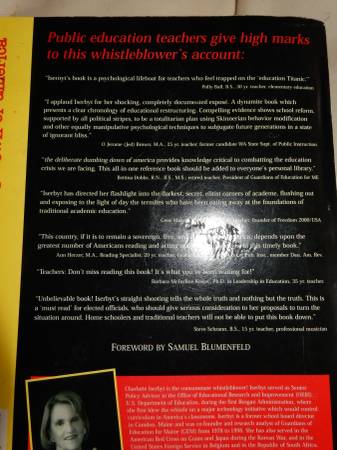 Public education teachers give high marks
to this whistleblower's account:
"Iserbyt's book is a psychological lifeboat for teachers who feel trapped on the 'education Titanic.'"
elementary education
"I applaud Iserbyt for her shocking, completely documented exposé. A dynamite book which
presents a clear chronology of educational restructuring. Compelling evidence shows school reform,
supported by all political stripes, to be a totalitarian plan using Skinnerian behavior modification
and other equally manipulative psychological techniques to subjugate future generations in a state
of ignorant bliss."
O Jerome (Jed) Brown, M.A., 15 yr. teacher, former candidate WA State Supt. of Public Instruction
"the deliberate dumbing down of america provides knowledge critical to combatting the education
crisis we are facing. This all in one reference book should be added to everyone's personal library."
Bettina Dobbs, R.N., B.S., M.S., retired teacher, President of Guardians of Education for ME
"Iserbyt has directed her flashlight into the darkest, secret, elitist corners of academe, flushing out
and exposing to the light of day the termites who have been eating away at the foundations of
traditional academic education."
teacher, founder of Freedom 2000/USA
"This country, if it is to remain a sovereign, free, depends upon the
greatest number of Americans reading and acting this timely book."
Ann Herzer, M.A., Reading Specialist, 20 yr. teacher, member Dau. Am. Rev.
"Teachers: Don't miss reading this book! It's what you've been waiting for!"
Ph.D. in Leadership in Education, 35 yr. teacher
"Unbelievable book! Iserbyt's straight shooting tells the whole truth and nothing but the truth. This is
a 'must read' for elected officials, who should give serious consideration to her proposals to turn the
situation around. Home schoolers and traditional teachers will not be able to put this book down."
B.S., 15 yr. teacher, professional musician
FOREWORD BY SAMUEL BLUMENFELD
Charlotte Iserbyt is the consummate whistleblower! Iserbyt served as Senior
Policy Advisor in the Office of Educational Research and Improvement (OERI),
U.S. Department of Education, during the first Reagan Administration, where
she first blew the whistle on a major technology initiative which would control
curriculum in America's classrooms. Iserbyt is a former school board director
in Camden, Maine and was co-founder and research analyst of Guardians of
Education for Maine (GEM) from 1978 to 2000. She has also served in the
American Red Cross on Guam and Japan during the Korean War, and in the
United States Foreign Service in Belgium and in the Republic of South Africa.